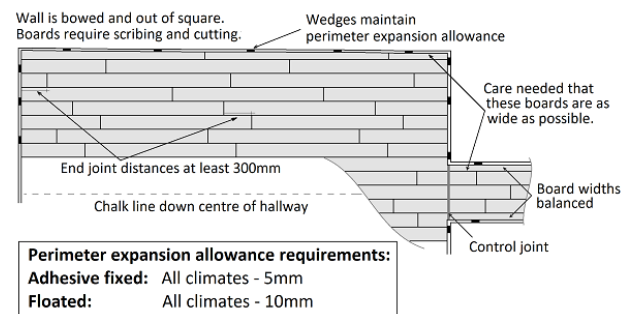 Wall is bowed and out of square.
Boards require scribing and cutting.
Wedges maintain
perimeter expansion allowance
Care needed that
these boards are as
wide as possible.
End joint distances at least 300mm
Board widths
balanced
Chalk line down centre of hallway
Control joint
Perimeter expansion allowance requirements:
Adhesive fixed: All climates - 5mm
Floated: All climates - 10mm